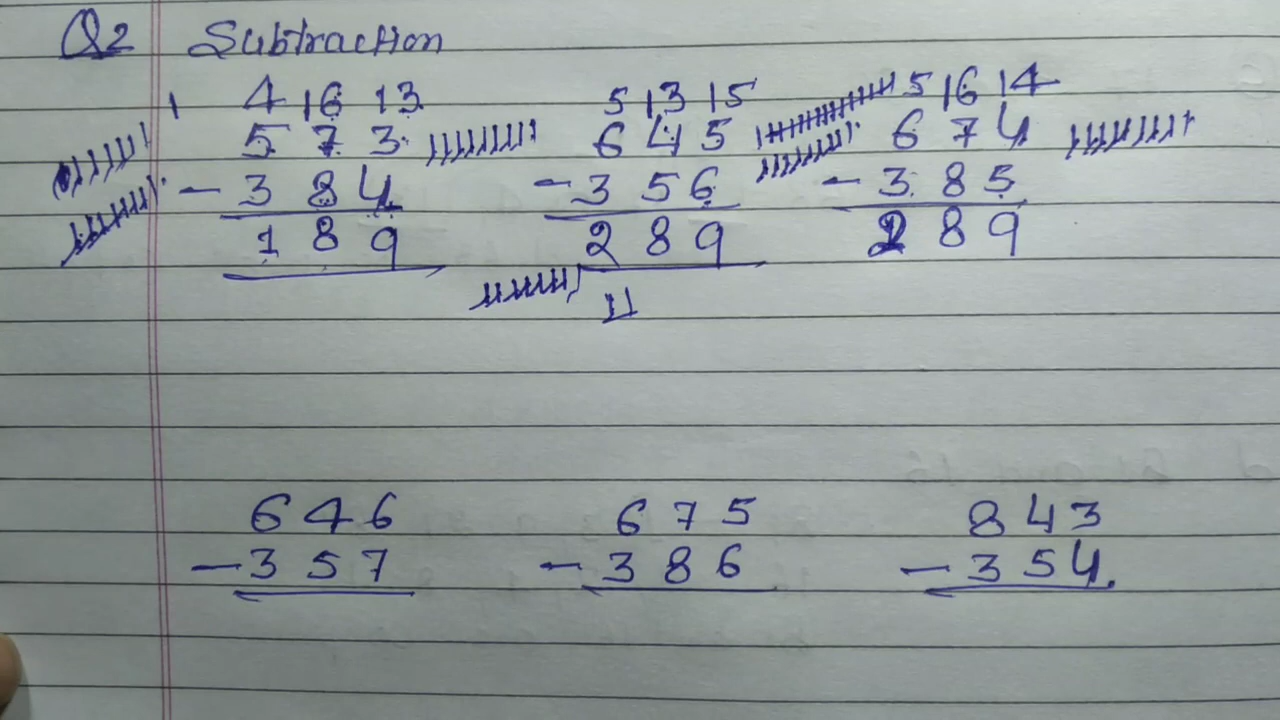 Q2 Subtraction
4 16 13 5 13 15 5 16 14
5 7 3 6 4 5 6 7 4
- 3 8 4 - 3 5 6 - 3 8 5
1 8 9 2 8 9 2 8 9
6 4 6 6 7 5 8 4 3
- 3 5 7 - 3 8 6 - 3 5 4